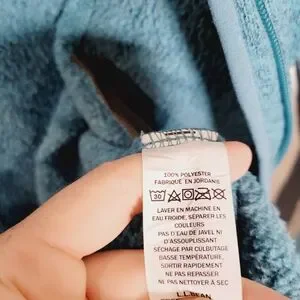 100% POLYESTER
FABRIQUÉ EN JORDANIE
30
LAVER EN MACHINE EN
EAU FROIDE. SÉPARER LES
COULEURS
PAS D'EAU DE JAVEL NI
D'ASSOUPLISSANT
SÉCHAGE PAR CULBUTAGE
BASSE TEMPÉRATURE,
SORTIR RAPIDEMENT
NE PAS REPASSER
NE PAS NETTOYER À SEC
L.L.BEAN